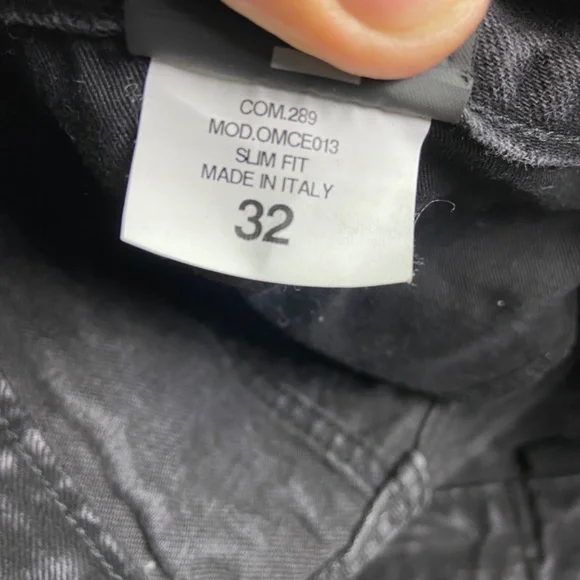 COM.289
MOD.OMCE013
SLIM FIT
MADE IN ITALY
32